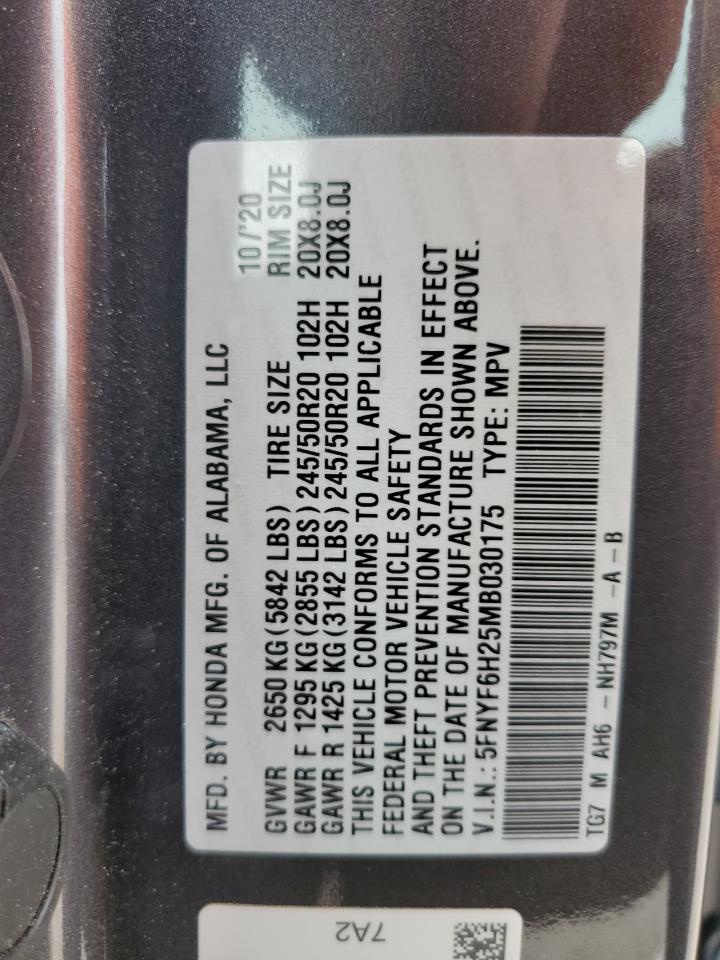 MFD. BY HONDA MFG. OF ALABAMA, LLC 10/'20
GVWR 2650 KG(5842 LBS) TIRE SIZE RIM SIZE
GAWR F 1295 KG(2855 LBS)245/50R20 102H 20X8.0J
GAWR R 1425 KG(3142 LBS)245/50R20 102H 20X8.0J
THIS VEHICLE CONFORMS TO ALL APPLICABLE
FEDERAL MOTOR VEHICLE SAFETY
AND THEFT PREVENTION STANDARDS IN EFFECT
ON THE DATE OF MANUFACTURE SHOWN ABOVE.
V.I.N.: 5FNYF6H25MB030175 TYPE: MPV
TG7 M AH6 - NH797M -A-B
7A2